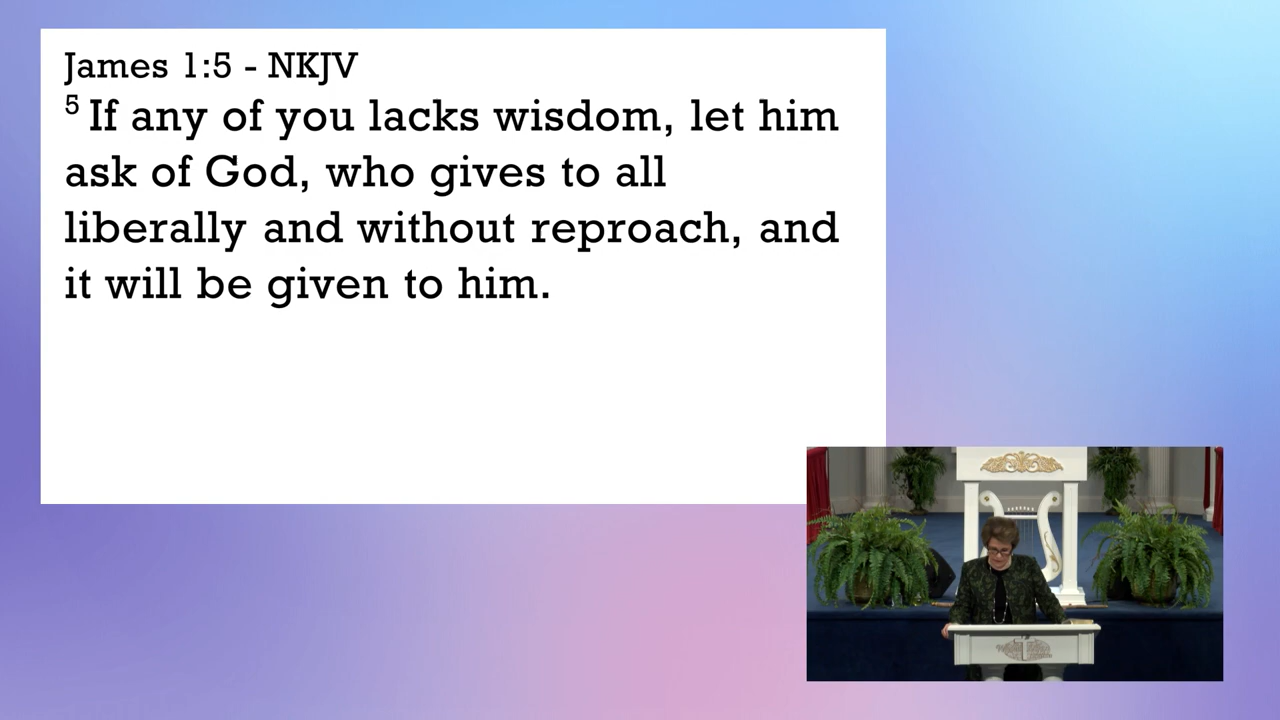 James 1:5 - NKJV
5 If any of you lacks wisdom, let him
ask of God, who gives to all
liberally and without reproach, and
it will be given to him.